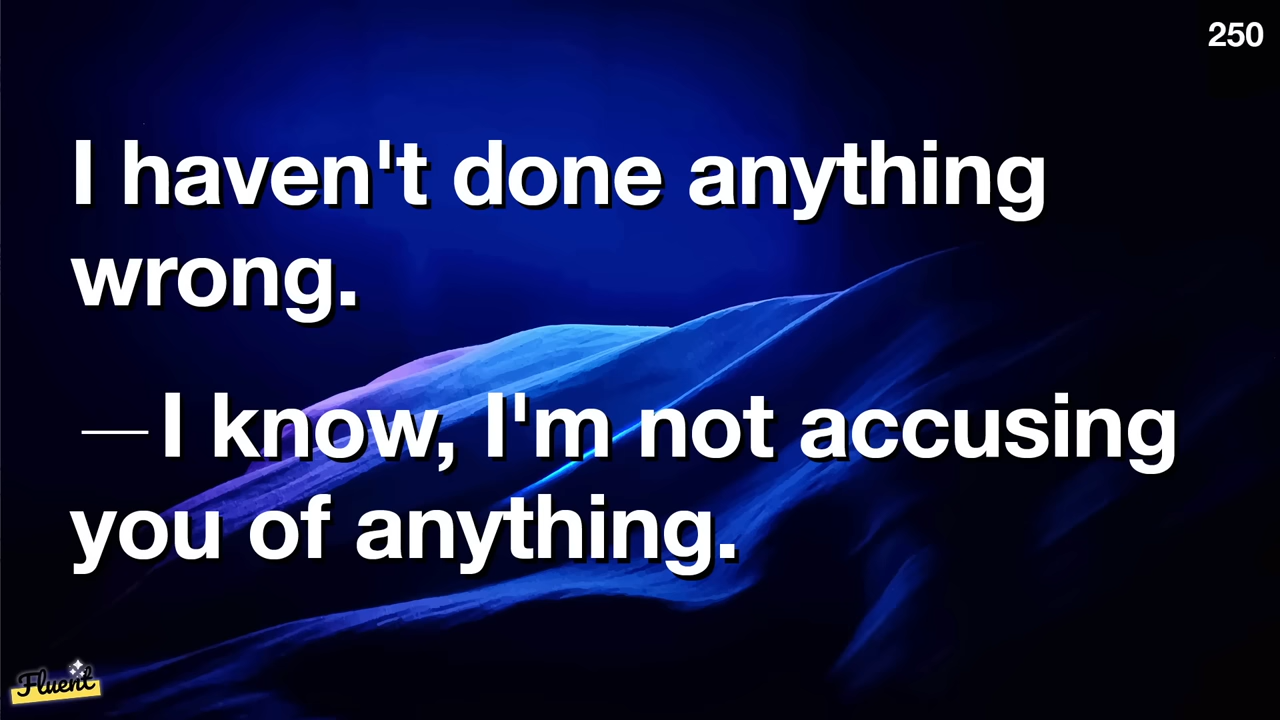 250
I haven't done anything
wrong.
—I know, I'm not accusing
you of anything.
Fluent